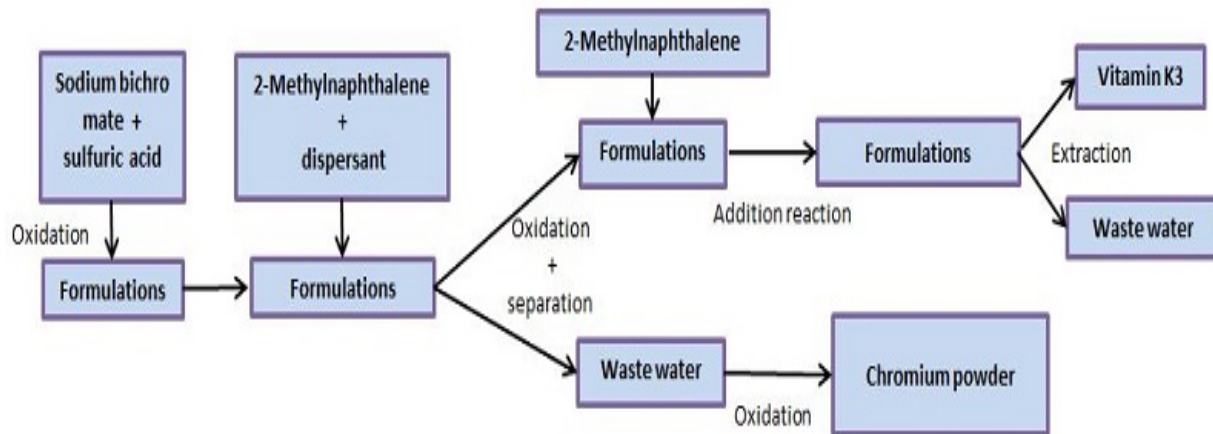 Sodium bichro
mate +
sulfuric acid
2-Methylnaphthalene
+
dispersant
2-Methylnaphthalene
Vitamin K3
Oxidation
Formulations
Formulations
Formulations
Formulations
Extraction
Addition reaction
Oxidation
+
separation
Waste water
Waste water
Chromium powder
Oxidation